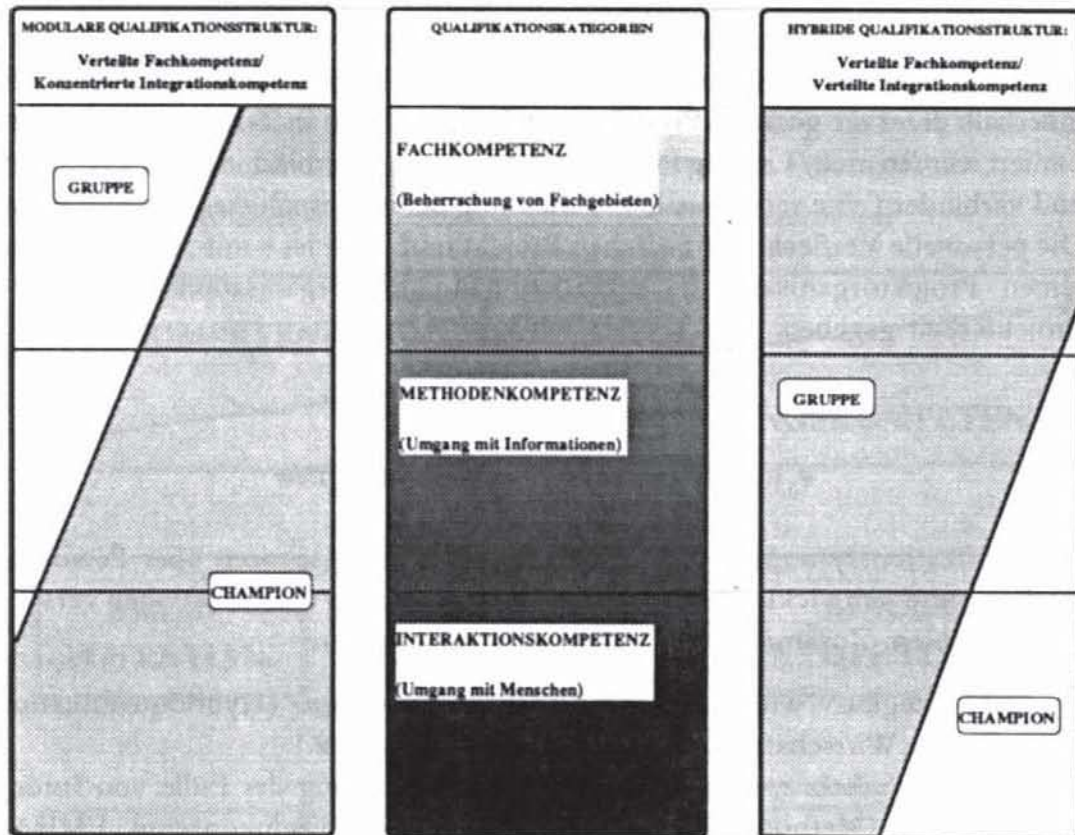 MODULARE QUALIFIKATIONSSTRUKTUR:
Verteilte Fachkompetenz/
Konzentrierte Integrationskompetenz
GRUPPE
CHAMPION
QUALIFIKATIONSKATEGORIEN
FACHKOMPETENZ
(Beherrschung von Fachgebieten)
METHODENKOMPETENZ
(Umgang mit Informationen)
INTERAKTIONSKOMPETENZ
(Umgang mit Menschen)
HYBRIDE QUALIFIKATIONSSTRUKTUR:
Verteilte Fachkompetenz/
Verteilte Integrationskompetenz
GRUPPE
CHAMPION